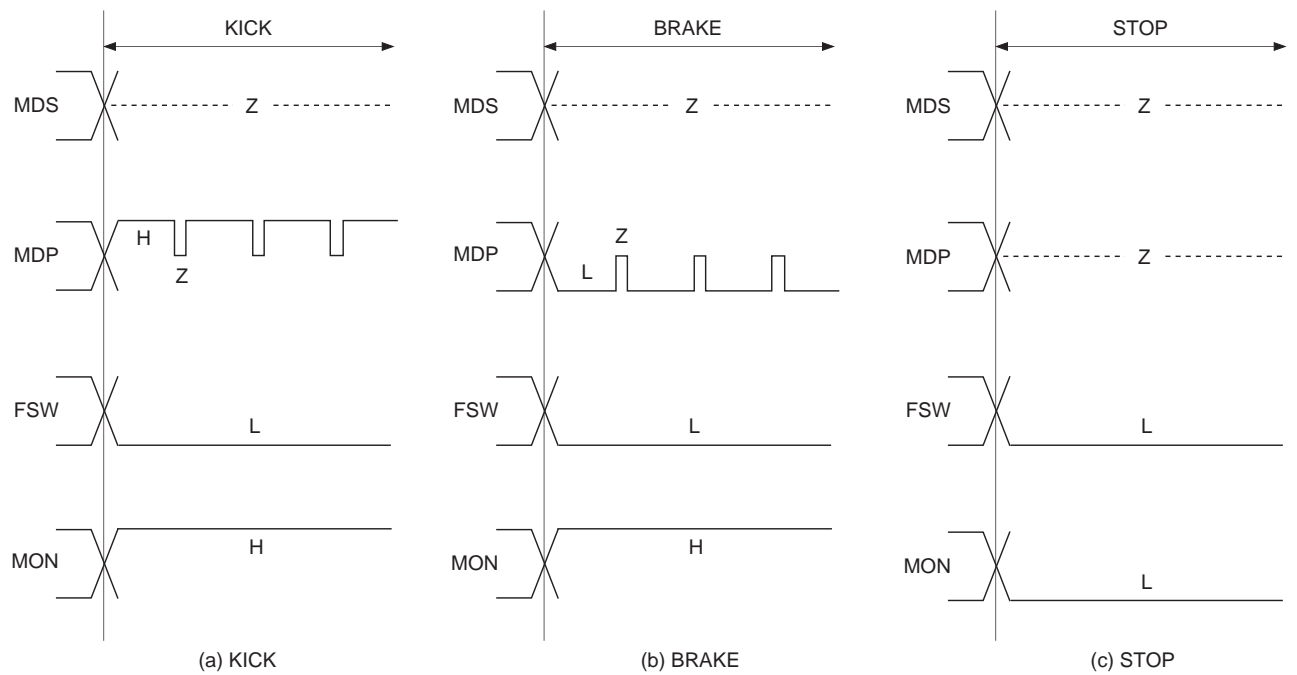 KICK
MDS
Z
MDP
H
Z
FSW
L
MON
H
(a) KICK
BRAKE
MDS
Z
MDP
Z
L
FSW
L
MON
H
(b) BRAKE
STOP
MDS
Z
MDP
Z
FSW
L
MON
L
(c) STOP